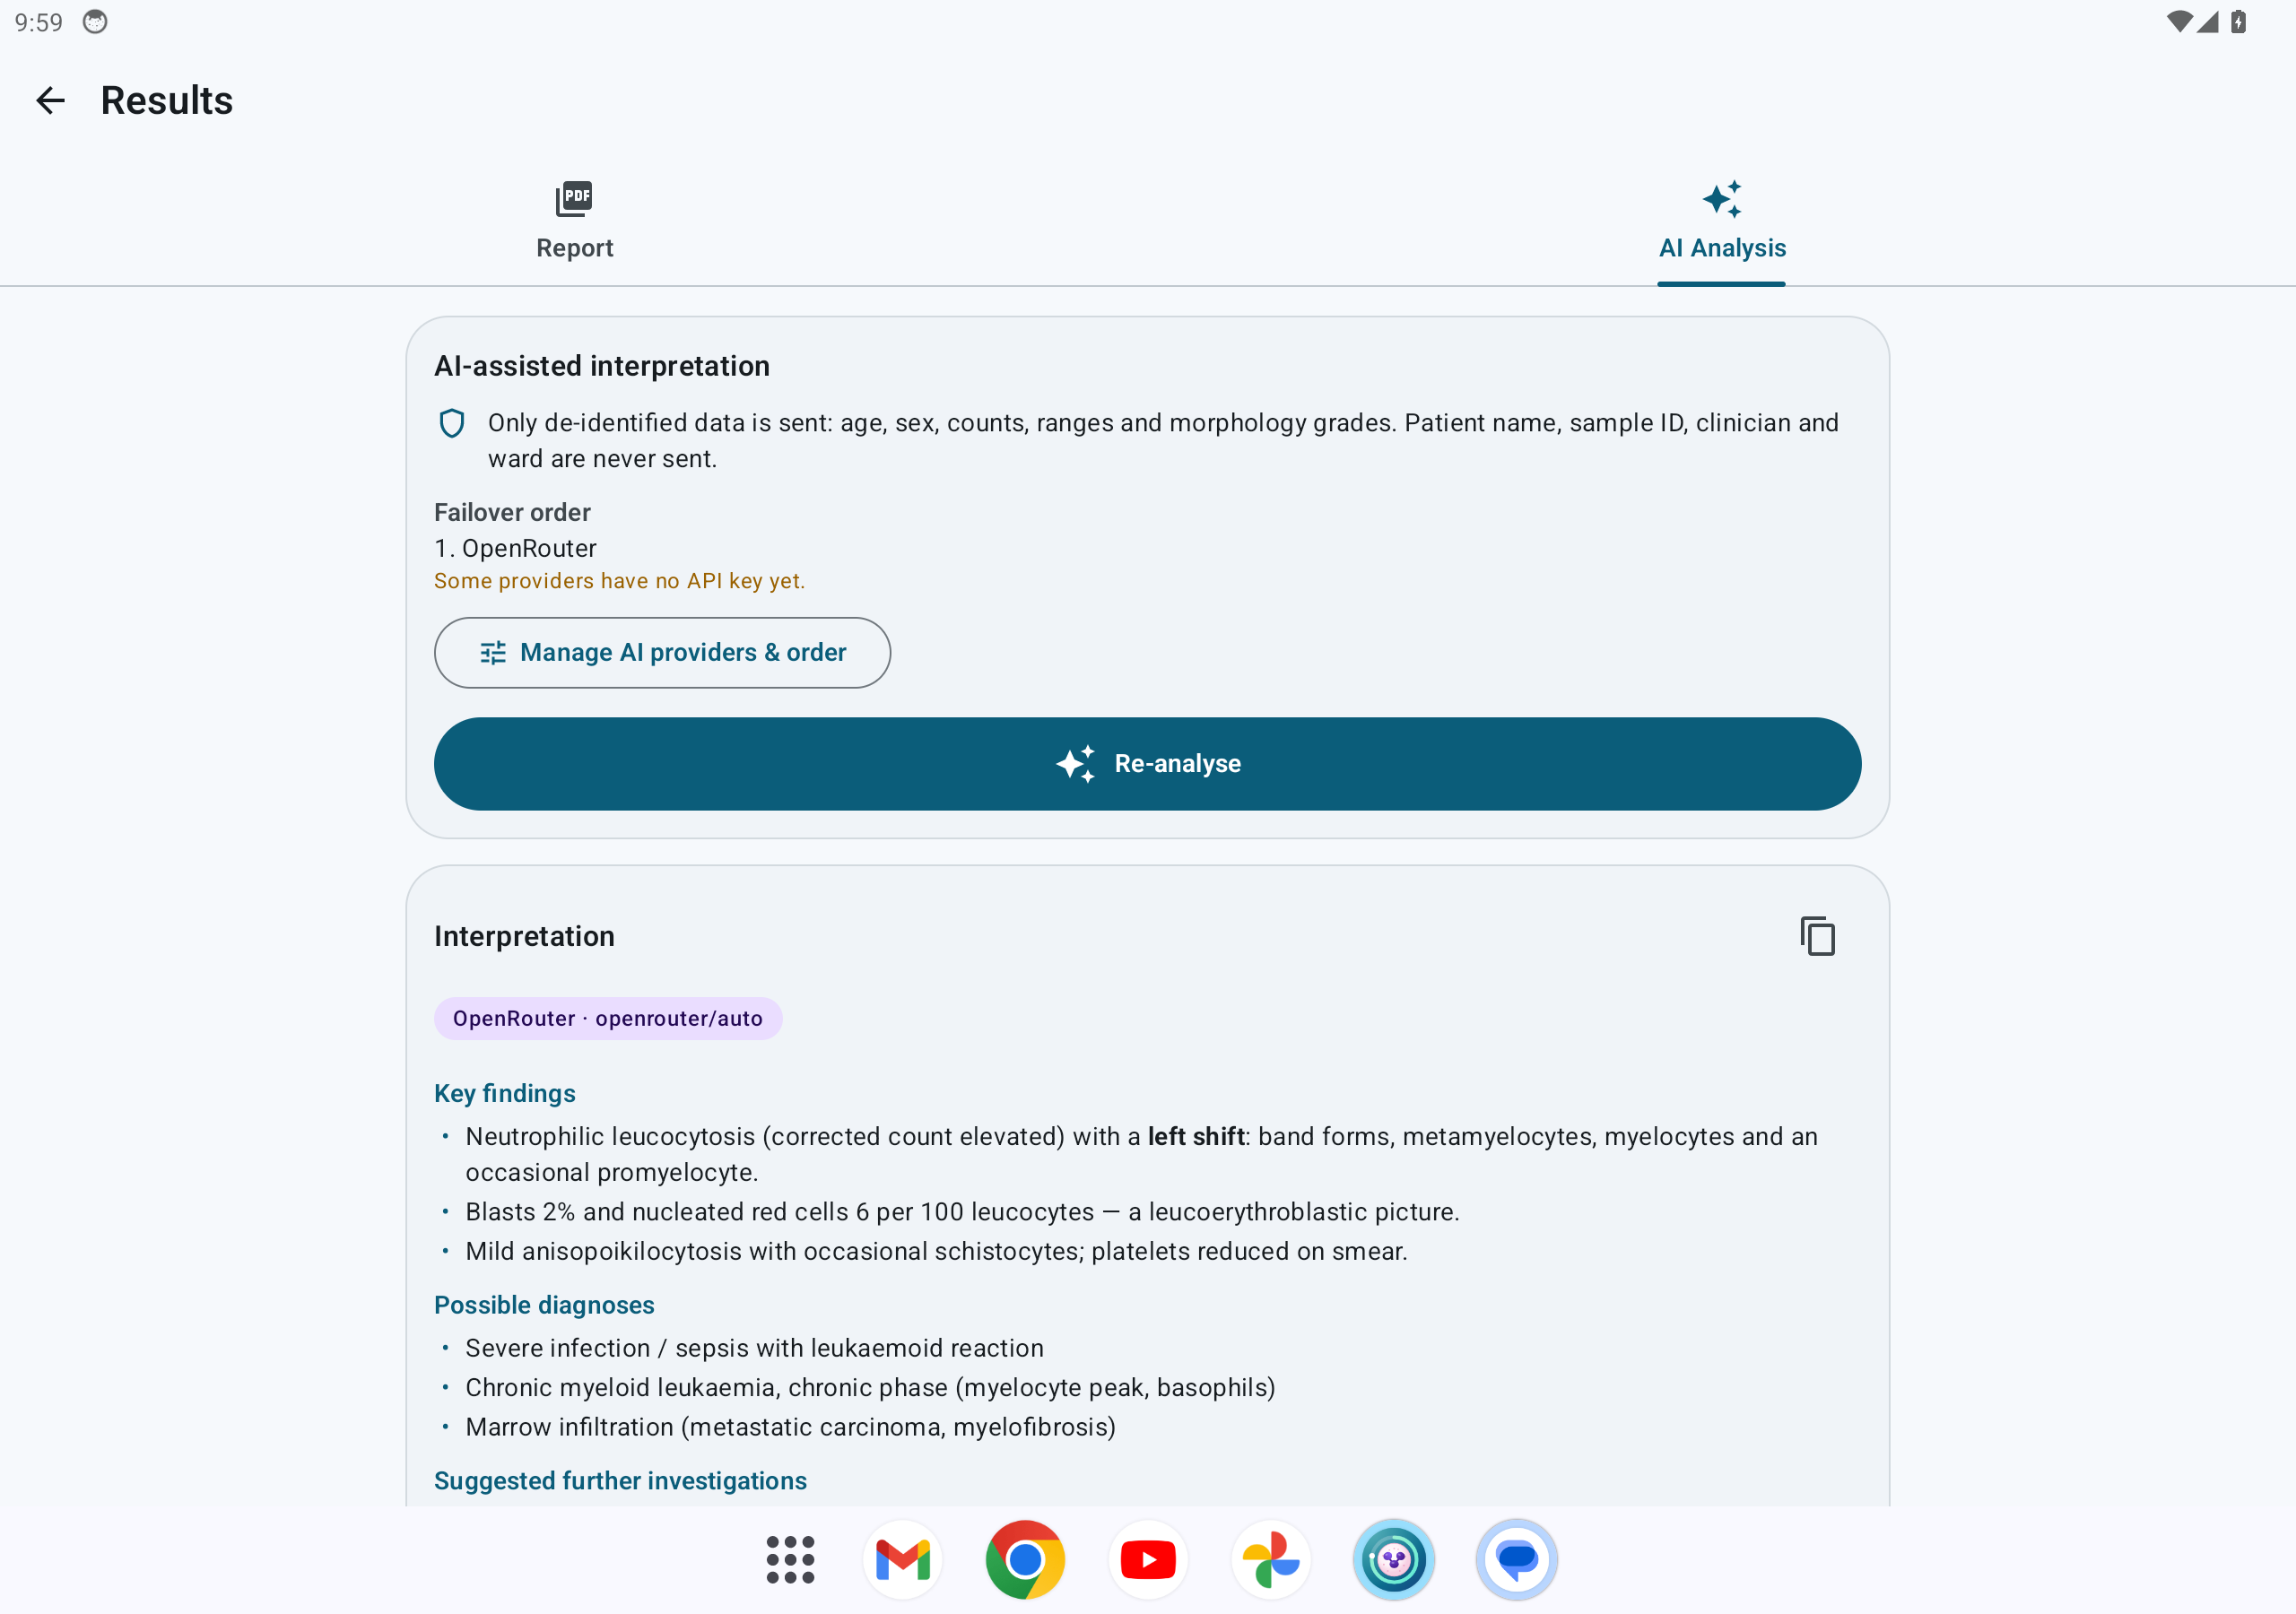 9:59
Results
PDF
Report
AI Analysis
AI-assisted interpretation
Only de-identified data is sent: age, sex, counts, ranges and morphology grades. Patient name, sample ID, clinician and
ward are never sent.
Failover order
1. OpenRouter
Some providers have no API key yet.
Manage AI providers & order
Re-analyse
Interpretation
OpenRouter · openrouter/auto
Key findings
• Neutrophilic leucocytosis (corrected count elevated) with a left shift: band forms, metamyelocytes, myelocytes and an
occasional promyelocyte.
• Blasts 2% and nucleated red cells 6 per 100 leucocytes — a leucoerythroblastic picture.
• Mild anisopoikilocytosis with occasional schistocytes; platelets reduced on smear.
Possible diagnoses
• Severe infection / sepsis with leukaemoid reaction
• Chronic myeloid leukaemia, chronic phase (myelocyte peak, basophils)
• Marrow infiltration (metastatic carcinoma, myelofibrosis)
Suggested further investigations